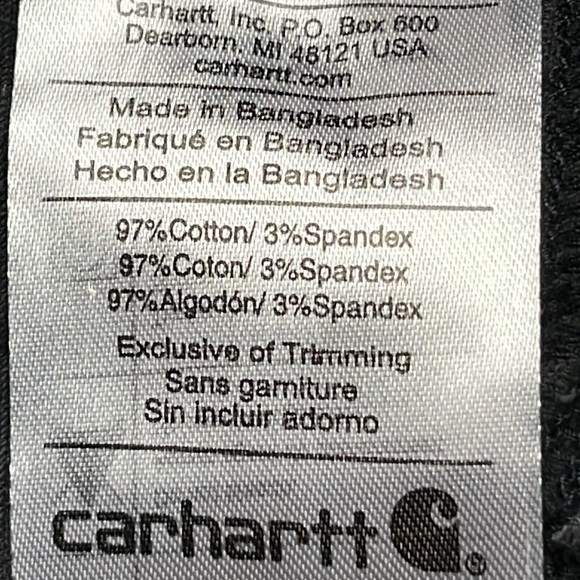 Carhartt, Inc. P.O. Box 600
Dearborn, MI 48121 USA
carhartt.com
Made in Bangladesh
Fabriqué en Bangladesh
Hecho en la Bangladesh
97%Cotton/ 3%Spandex
97%Coton/ 3%Spandex
97%Algodón/ 3%Spandex
Exclusive of Trimming
Sans garniture
Sin incluir adorno
carhartt ®